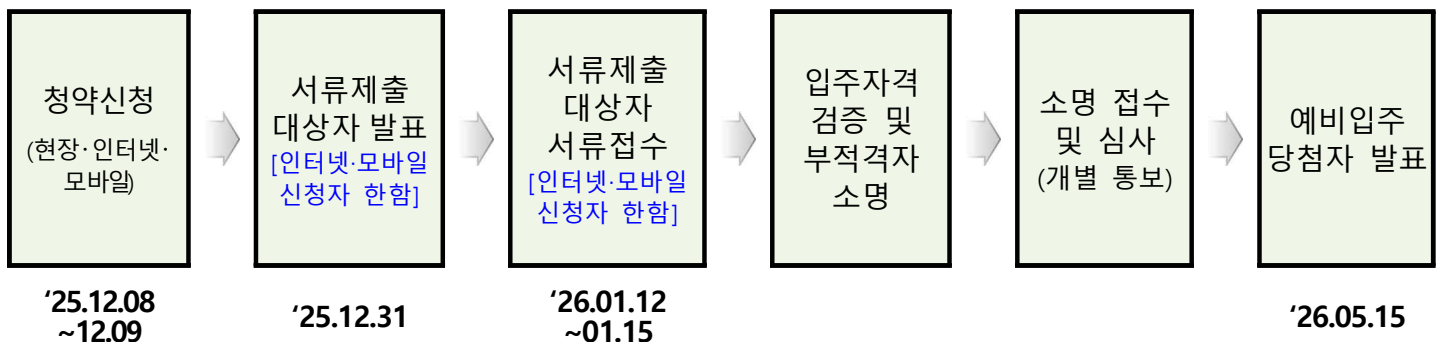 청약신청
(현장·인터넷·
모바일)
서류제출
대상자 발표
[인터넷·모바일
신청자 한함]
서류제출
대상자
서류접수
[인터넷·모바일
신청자 한함]
입주자격
검증 및
부적격자
소명
소명 접수
및 심사
(개별 통보)
예비입주
당첨자 발표
‘25.12.08
~12.09
‘25.12.31
‘26.01.12
~01.15
‘26.05.15